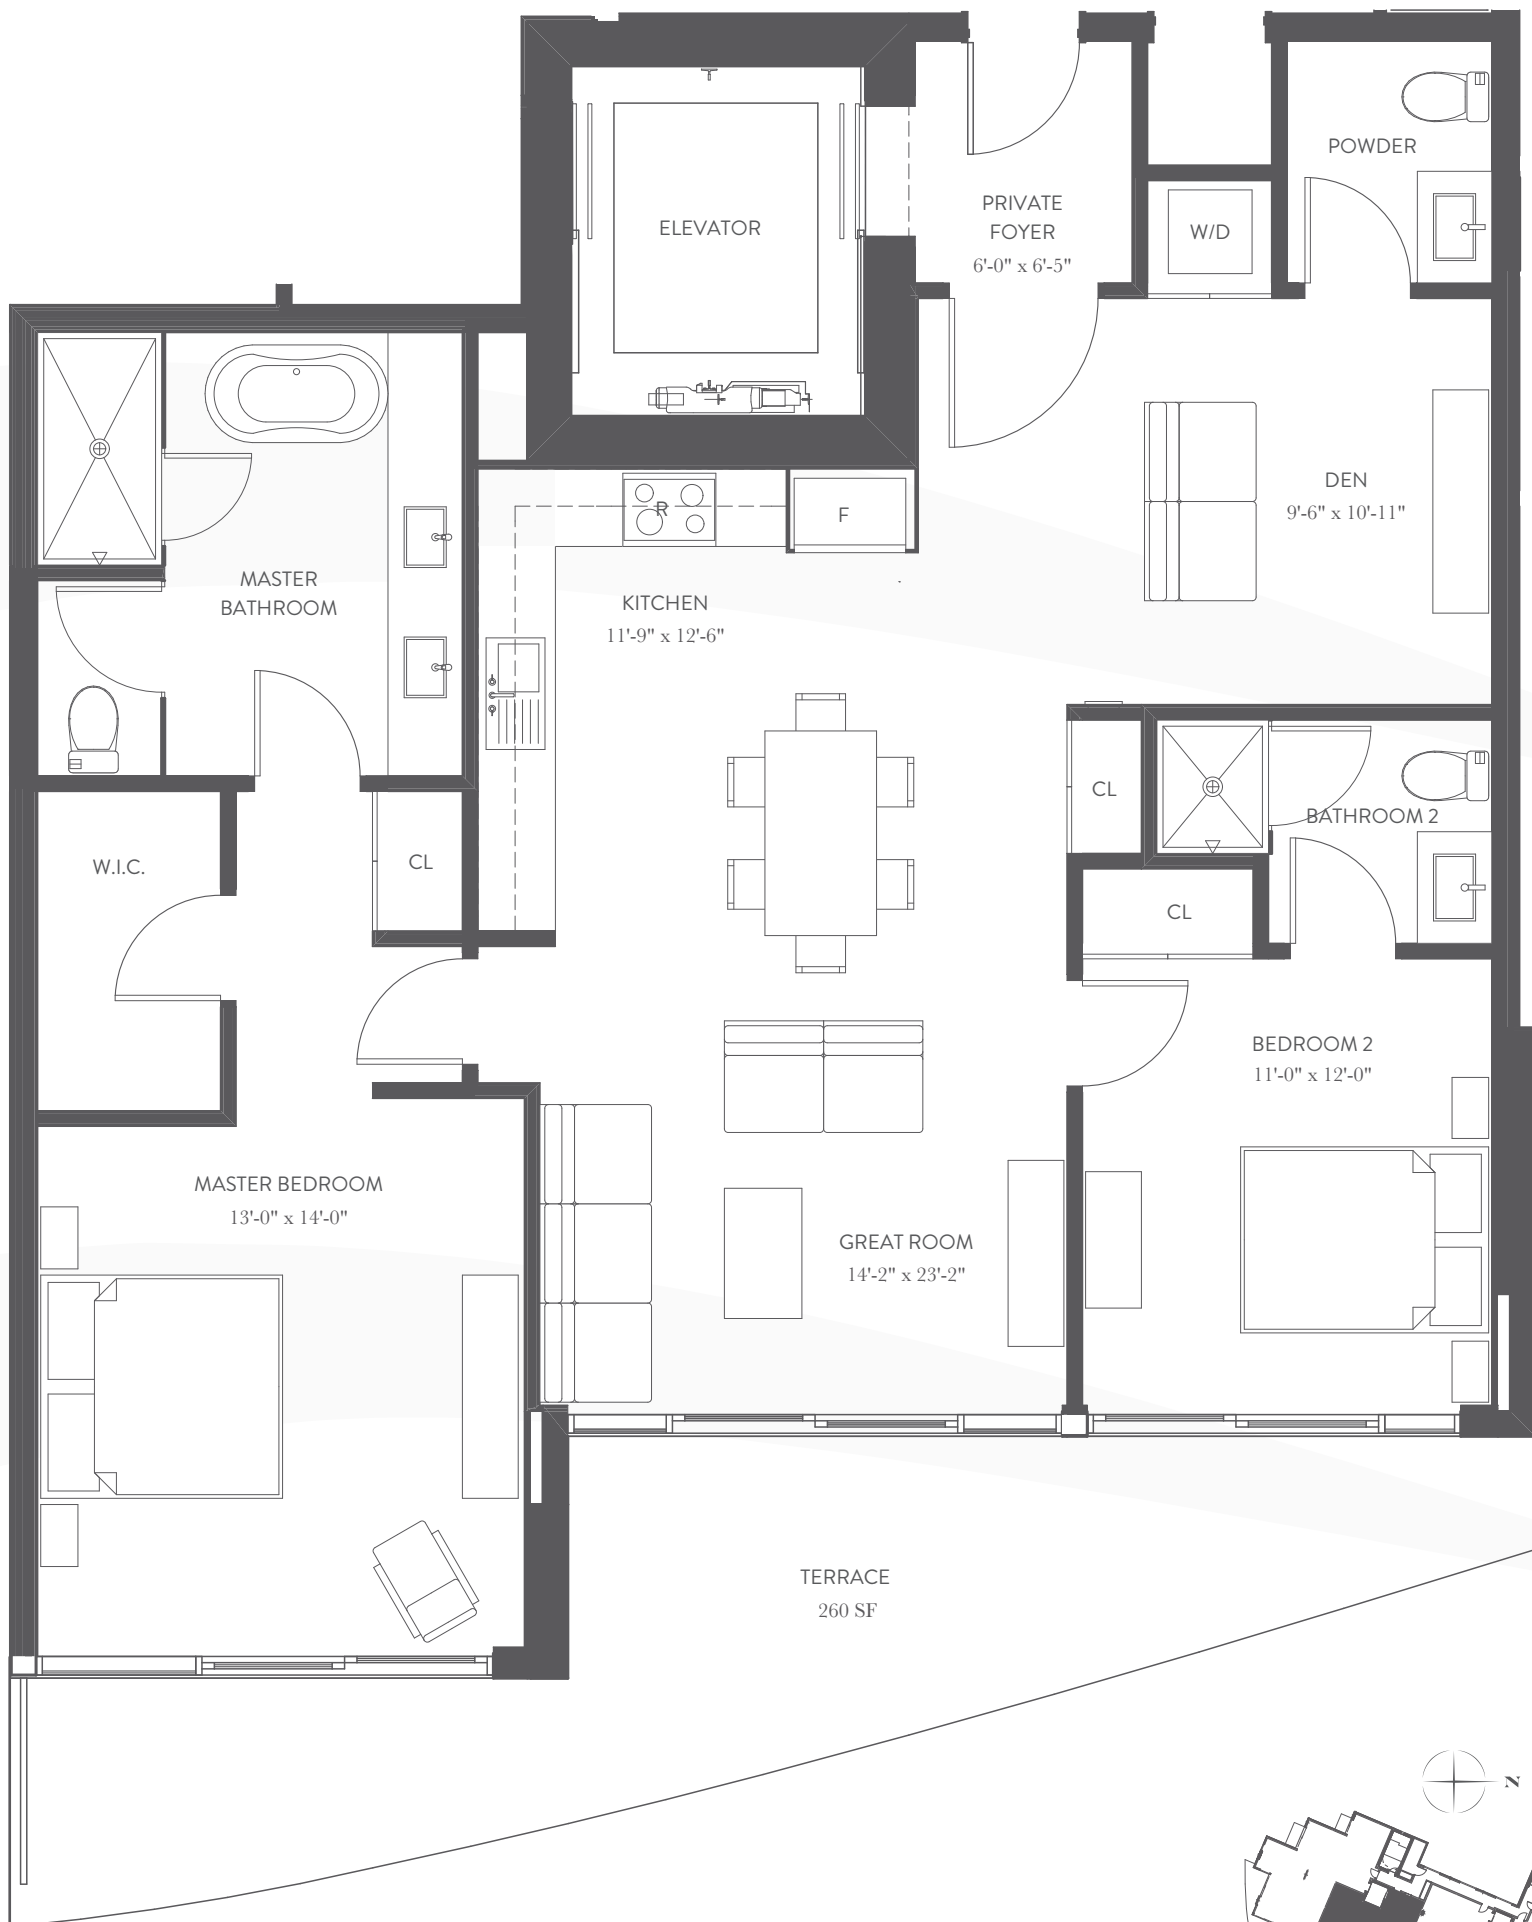 POWDER
PRIVATE
FOYER
6'-0" x 6'-5"
ELEVATOR
W/D
DEN
9'-6" x 10'-11"
R
F
MASTER
BATHROOM
KITCHEN
11'-9" x 12'-6"
CL
BATHROOM 2
W.I.C.
CL
CL
BEDROOM 2
11'-0" x 12'-0"
MASTER BEDROOM
13'-0" x 14'-0"
GREAT ROOM
14'-2" x 23'-2"
TERRACE
260 SF
N